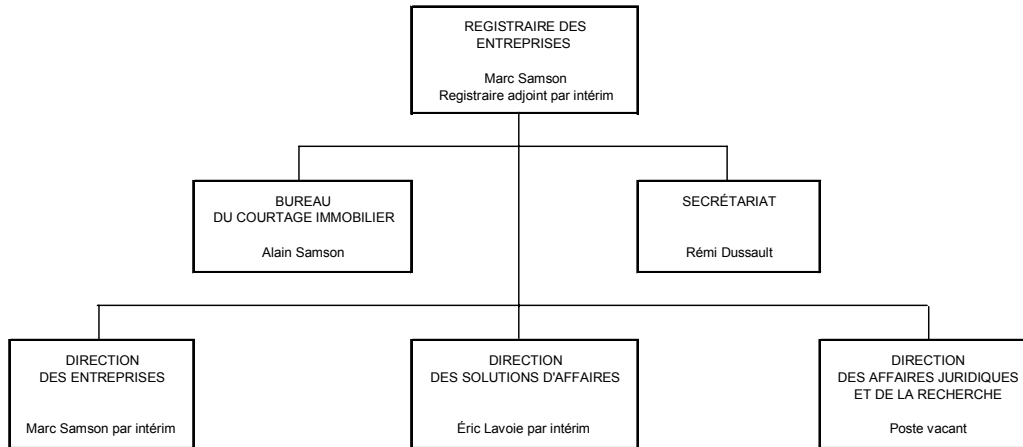 REGISTRAIRE DES
ENTREPRISES
Marc Samson
Registraire adjoint par intérim
BUREAU
DU COURTAGE IMMOBILIER
Alain Samson
SECRÉTARIAT
Rémi Dussault
DIRECTION
DES ENTREPRISES
Marc Samson par intérim
DIRECTION
DES SOLUTIONS D'AFFAIRES
Éric Lavoie par intérim
DIRECTION
DES AFFAIRES JURIDIQUES
ET DE LA RECHERCHE
Poste vacant